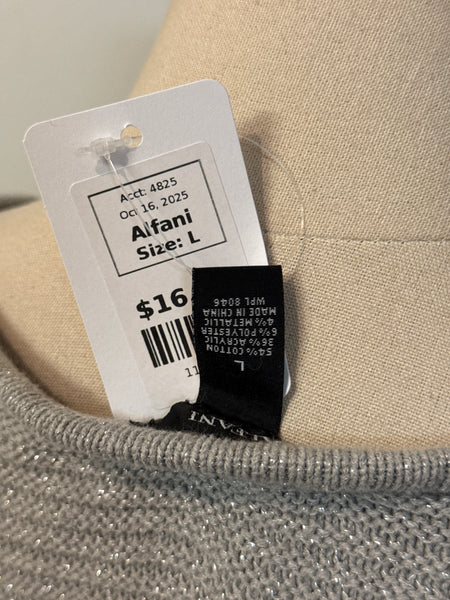 Acct: 4825
Oct 16, 2025
Alfani
Size: L
$16
11
L
54% COTTON
36% ACRYLIC
6% POLYESTER
4% METALLIC
MADE IN CHINA
WPL 8046